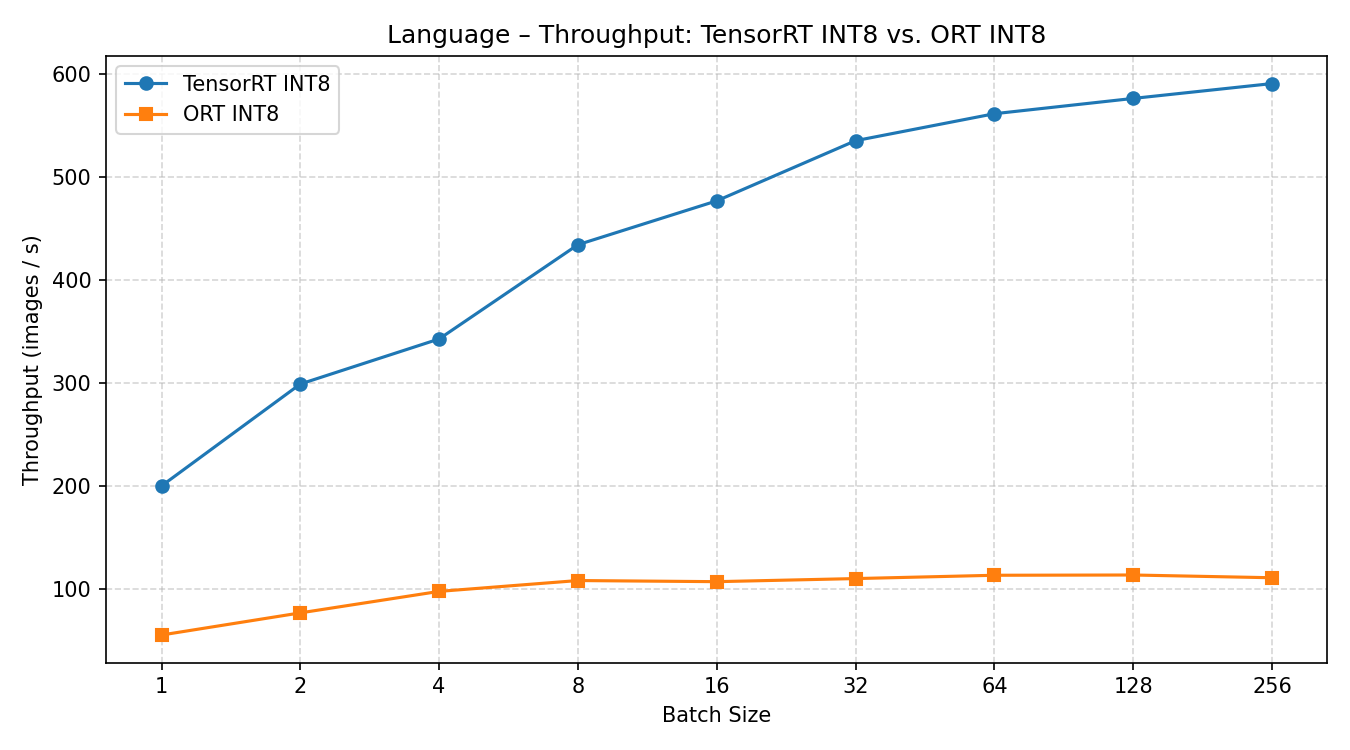 Language – Throughput: TensorRT INT8 vs. ORT INT8
TensorRT INT8
ORT INT8
Throughput (images / s)
600
500
400
300
200
100
1 2 4 8 16 32 64 128 256
Batch Size